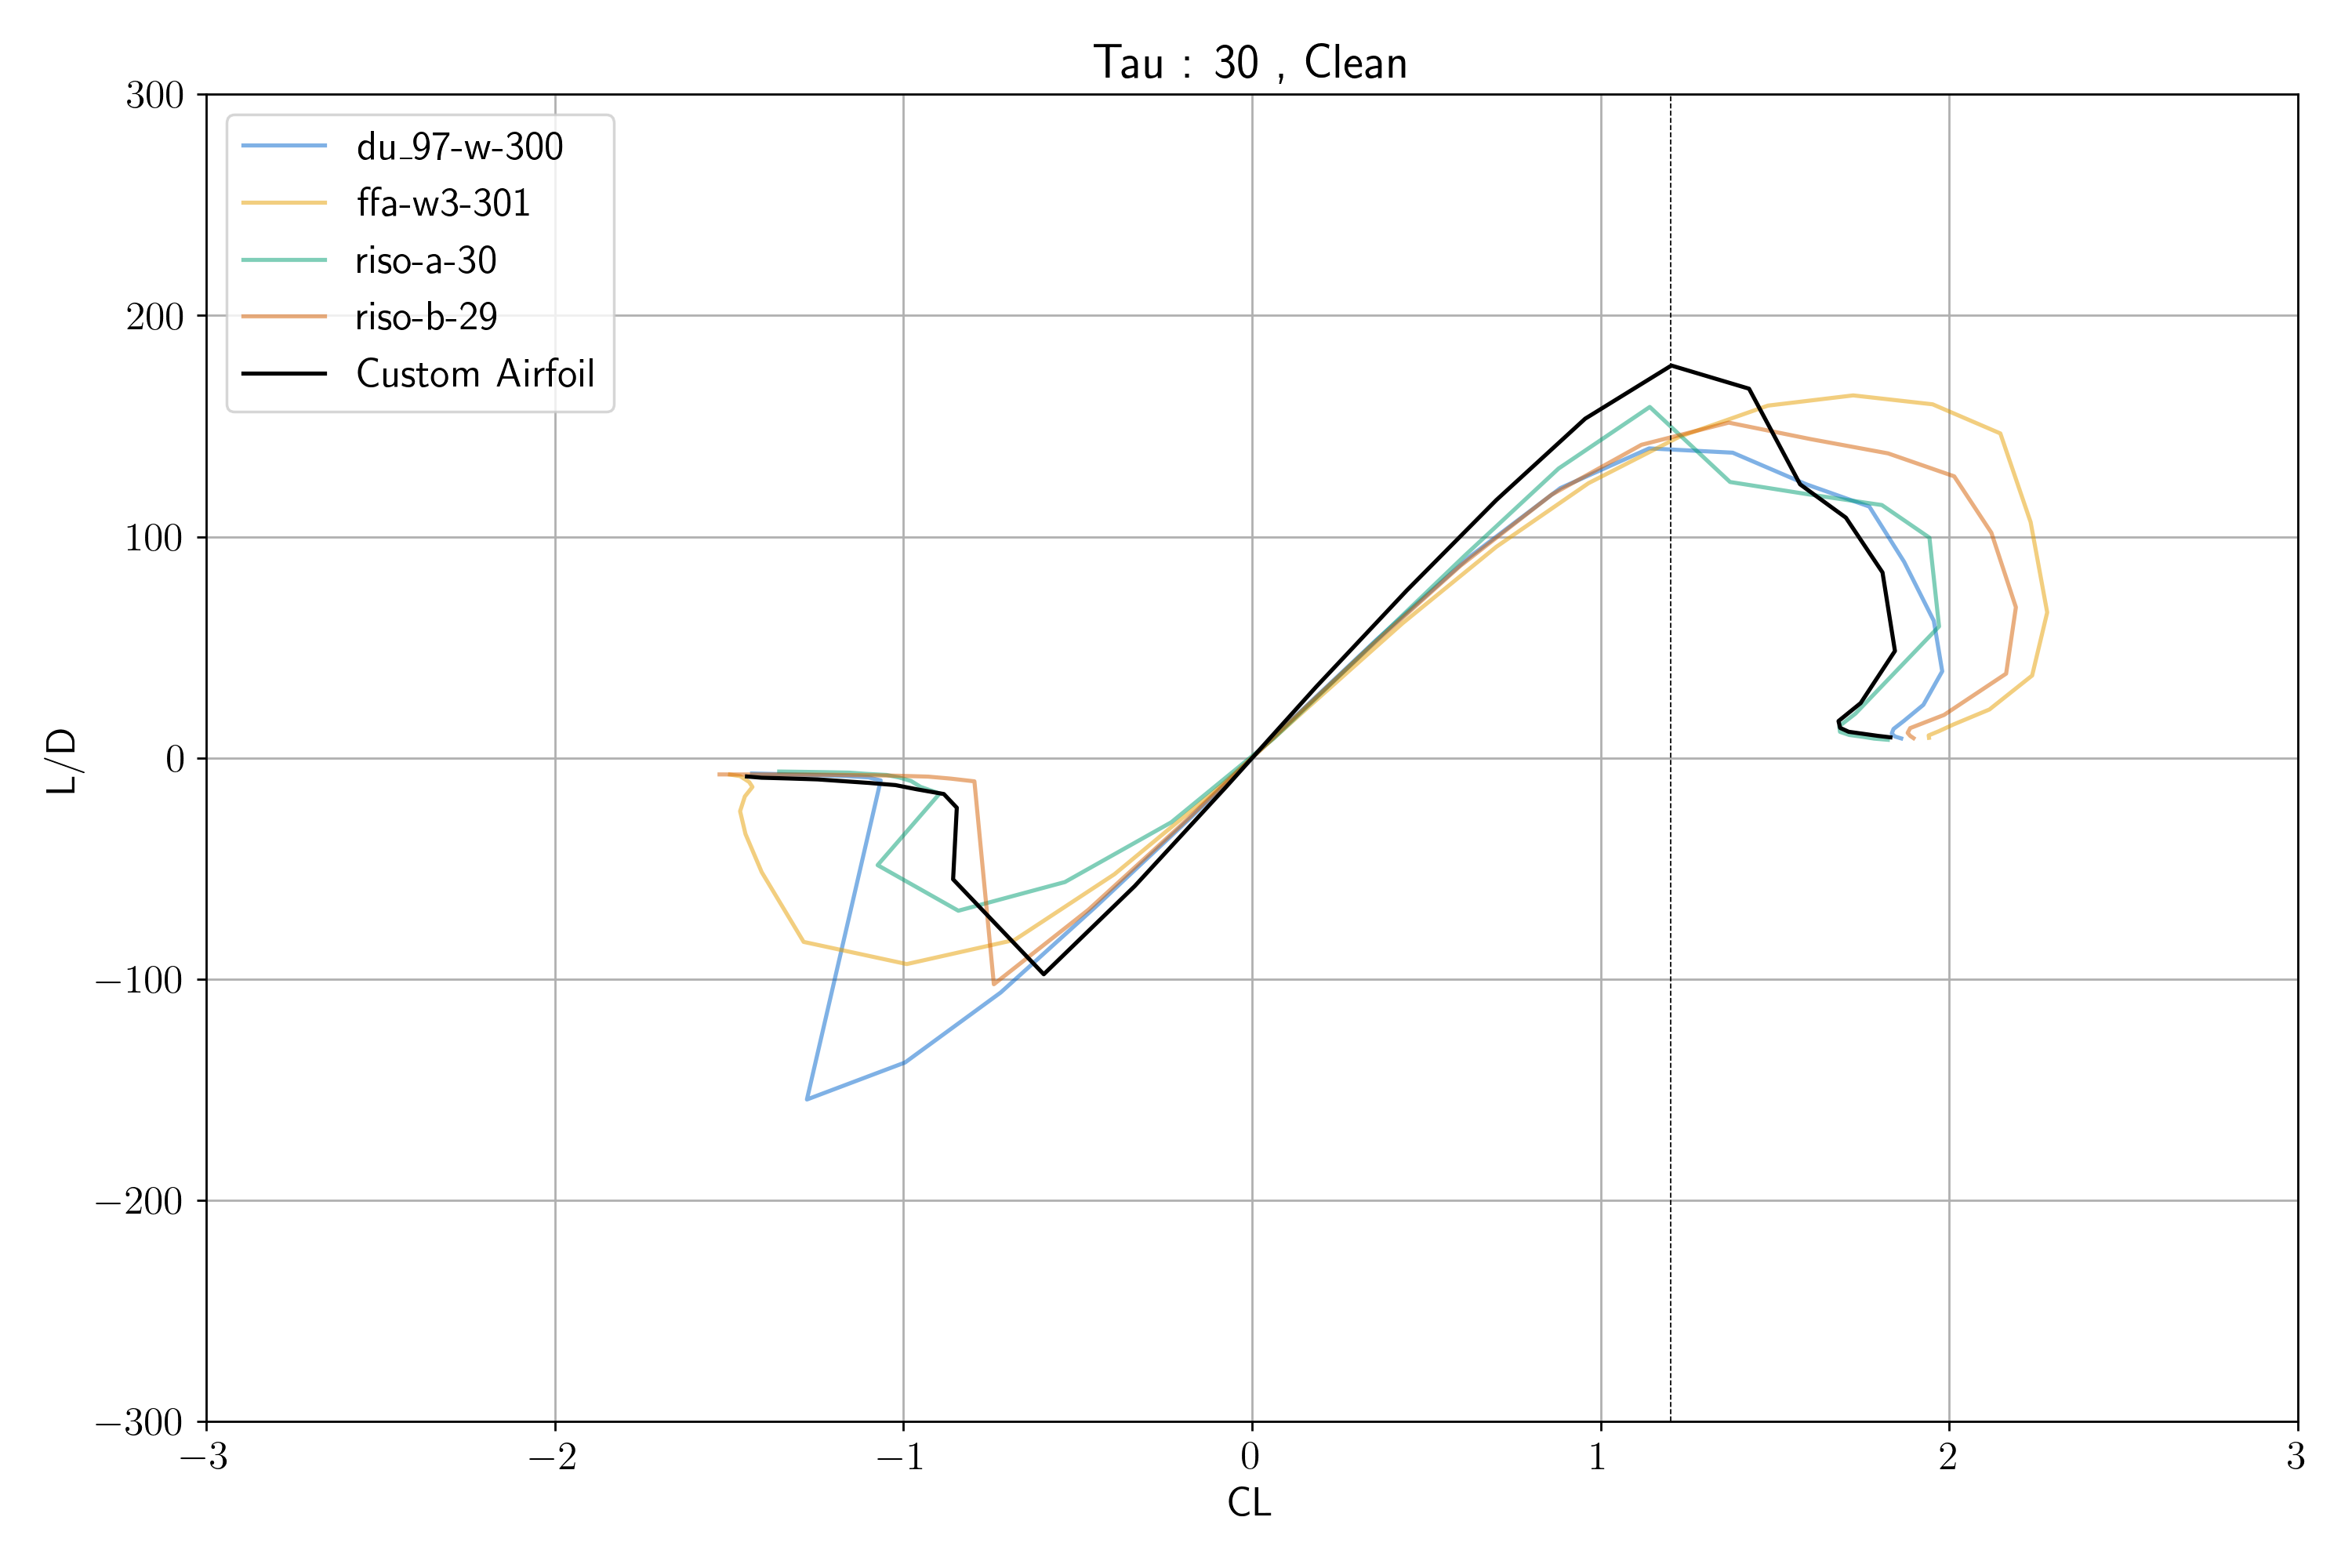 Tau : 30 , Clean
300
200
100
0
−100
−200
−300
L/D
du_97-w-300
ffa-w3-301
riso-a-30
riso-b-29
Custom Airfoil
−3
−2
−1
0
1
2
3
CL